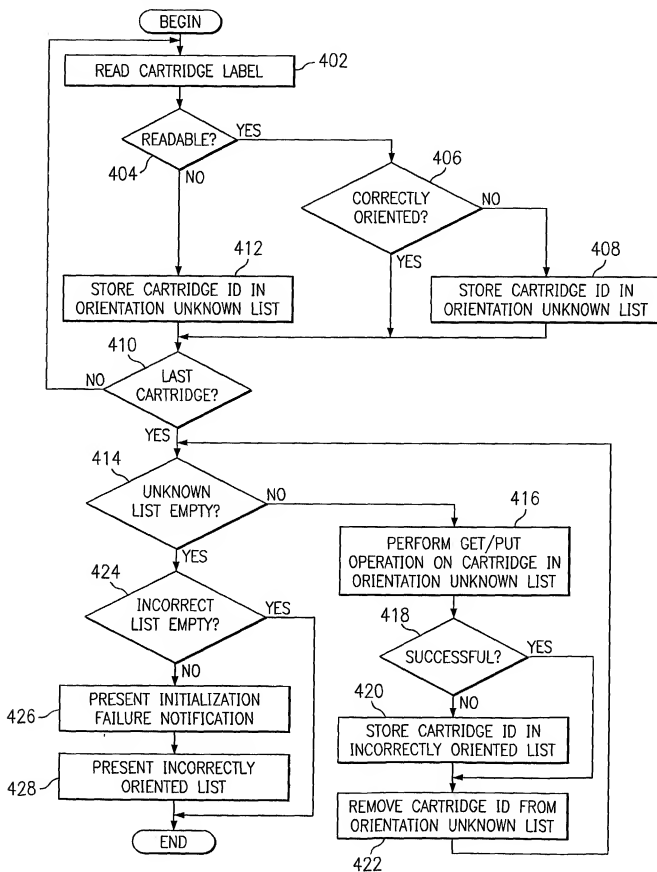 BEGIN
READ CARTRIDGE LABEL
402
READABLE?
YES
404
NO
406
CORRECTLY
ORIENTED?
NO
YES
412
STORE CARTRIDGE ID IN
ORIENTATION UNKNOWN LIST
408
STORE CARTRIDGE ID IN
ORIENTATION UNKNOWN LIST
410
LAST
CARTRIDGE?
NO
YES
414
UNKNOWN
LIST EMPTY?
NO
YES
416
PERFORM GET/PUT
OPERATION ON CARTRIDGE IN
ORIENTATION UNKNOWN LIST
424
INCORRECT
LIST EMPTY?
YES
NO
418
SUCCESSFUL?
YES
NO
420
STORE CARTRIDGE ID IN
INCORRECTLY ORIENTED LIST
426
PRESENT INITIALIZATION
FAILURE NOTIFICATION
428
PRESENT INCORRECTLY
ORIENTED LIST
REMOVE CARTRIDGE ID FROM
ORIENTATION UNKNOWN LIST
422
END